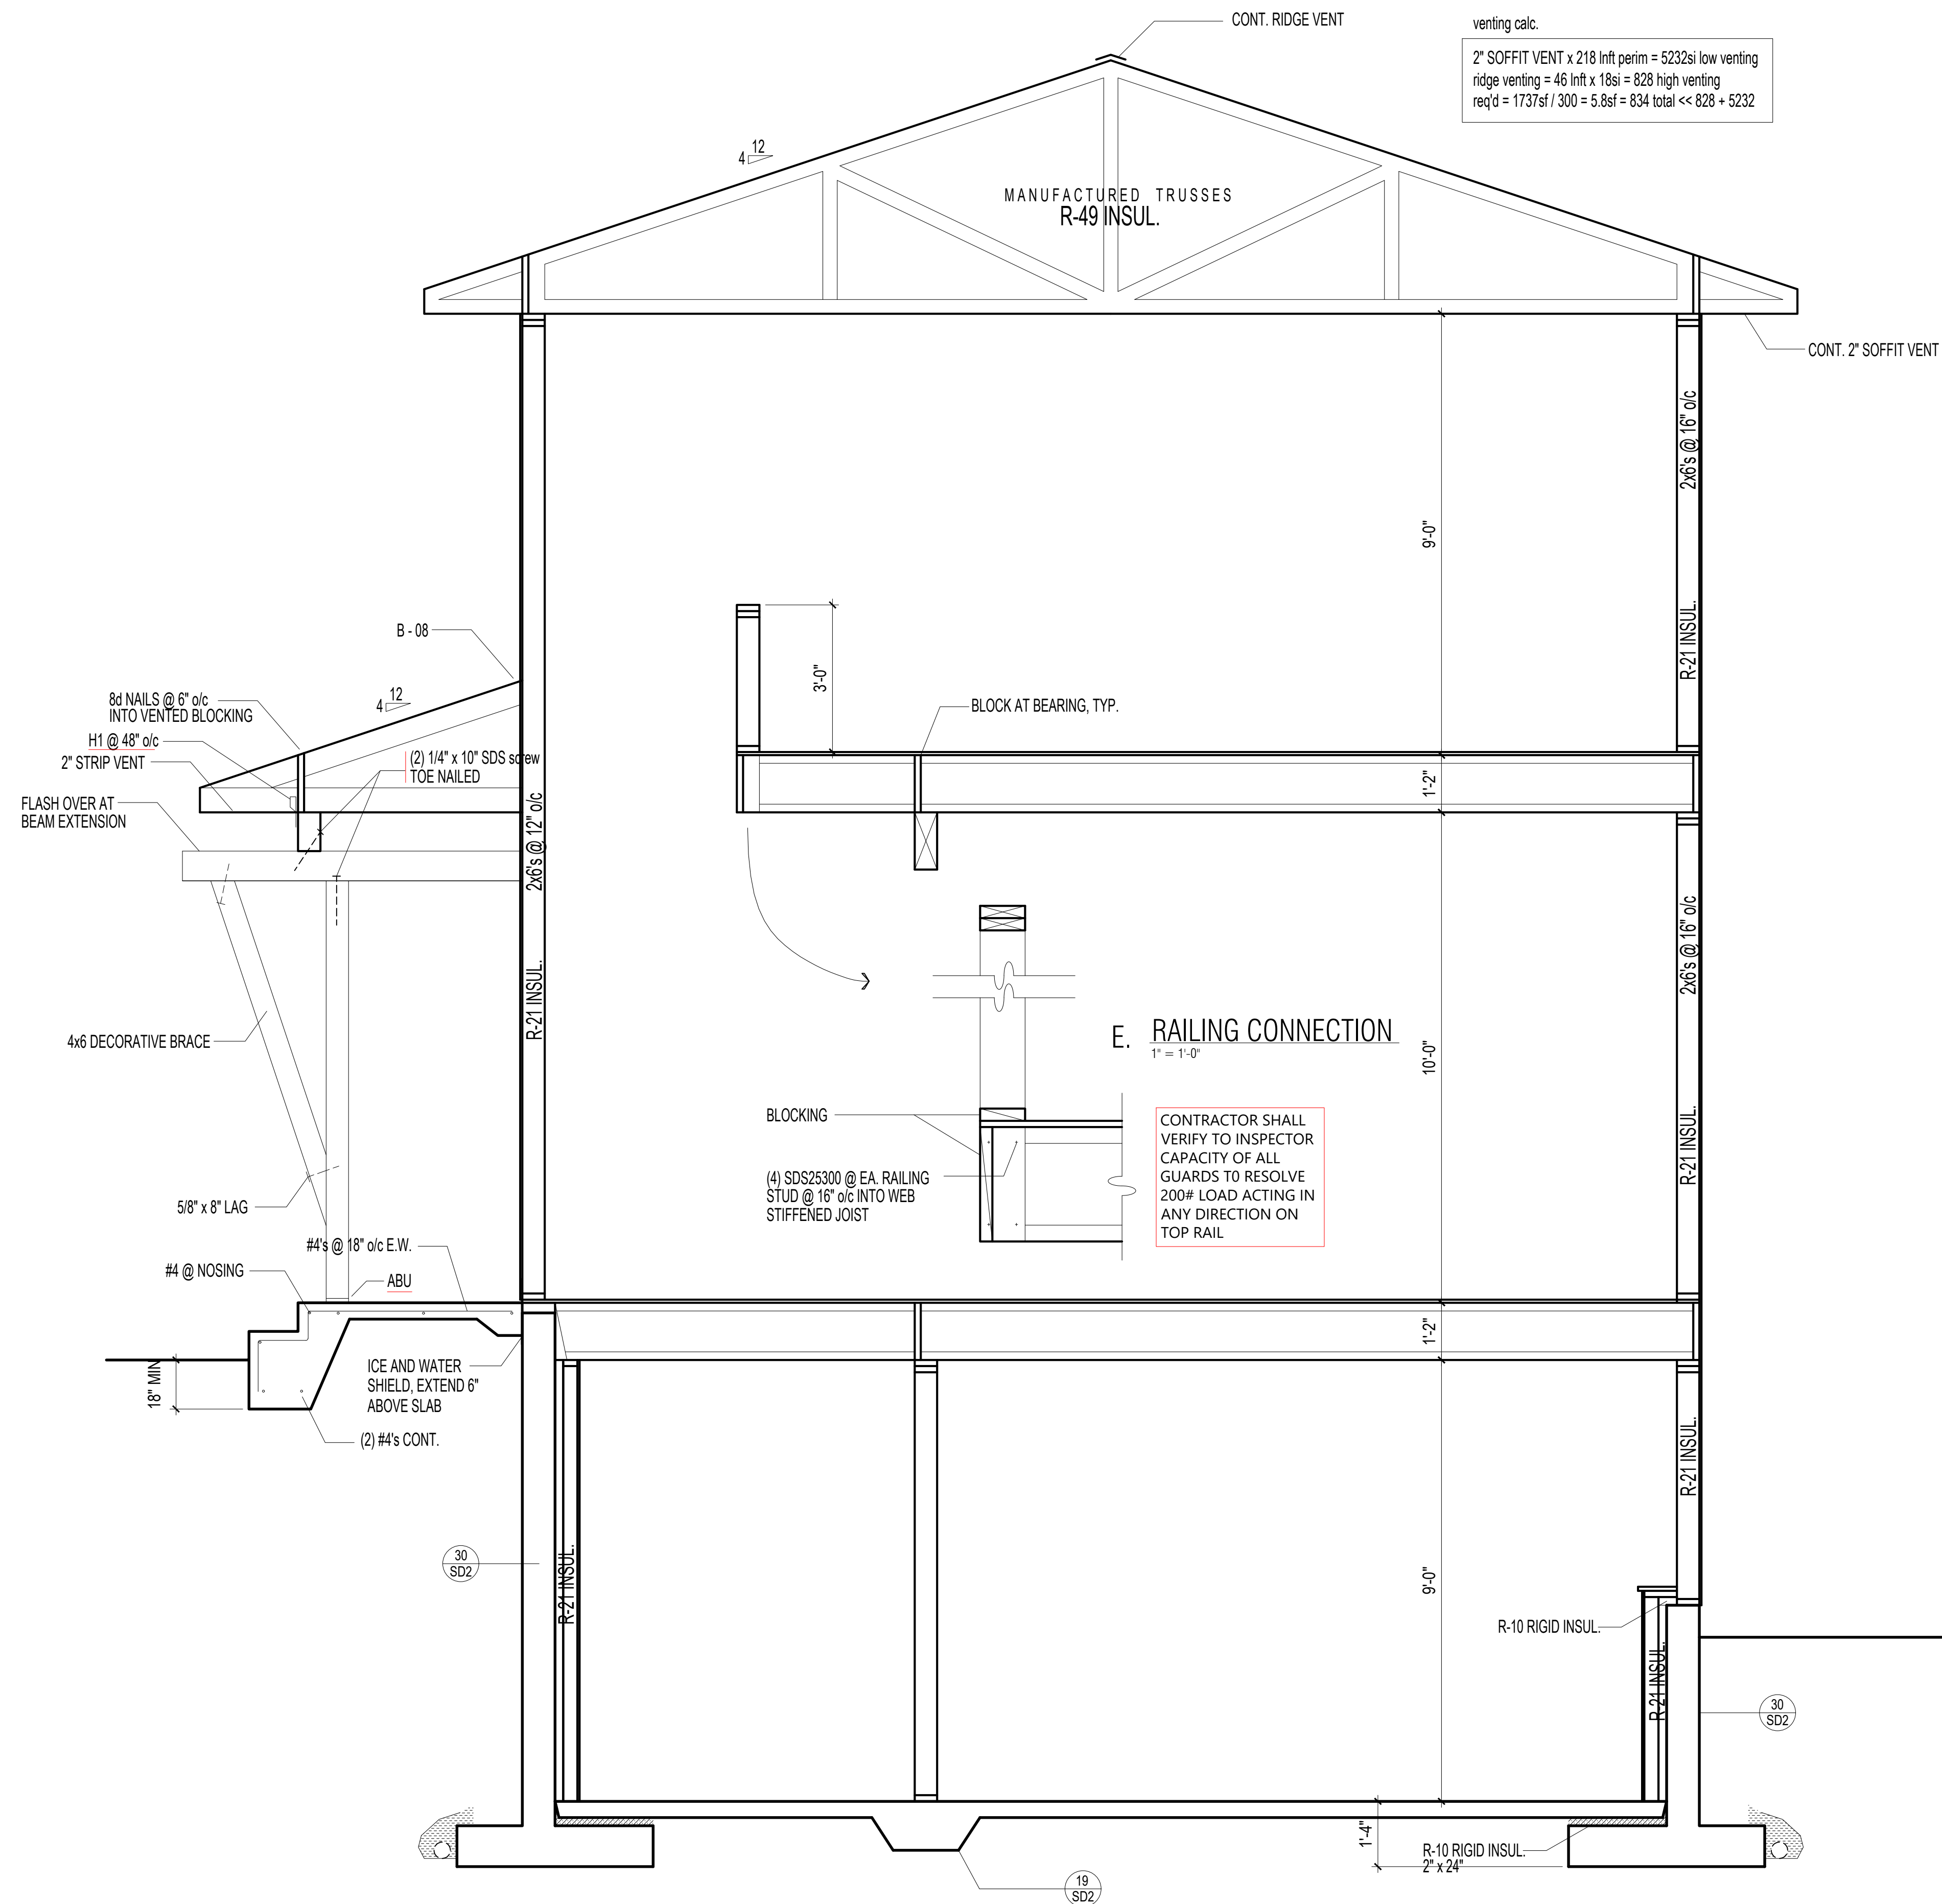 CONT. RIDGE VENT
venting calc.
2" SOFFIT VENT x 218 lnft perim = 5232si low venting
ridge venting = 46 lnft x 18si = 828 high venting
req'd = 1737sf / 300 = 5.8sf = 834 total << 828 + 5232
12
4
MANUFACTURED TRUSSES
R-49 INSUL.
CONT. 2" SOFFIT VENT
2x6's @ 16" o/c
9'-0"
R-21 INSUL.
B - 08
3'-0"
12
4
8d NAILS @ 6" o/c
INTO VENTED BLOCKING
H1 @ 48" o/c
2" STRIP VENT
(2) 1/4" x 10" SDS screw
TOE NAILED
BLOCK AT BEARING, TYP.
1'-2"
FLASH OVER AT
BEAM EXTENSION
2x6's @ 12" o/c
R-21 INSUL.
2x6's @ 16" o/c
4x6 DECORATIVE BRACE
E. RAILING CONNECTION
1" = 1'-0"
10'-0"
BLOCKING
CONTRACTOR SHALL
VERIFY TO INSPECTOR
CAPACITY OF ALL
GUARDS T0 RESOLVE
200# LOAD ACTING IN
ANY DIRECTION ON
TOP RAIL
R-21 INSUL.
(4) SDS25300 @ EA. RAILING
STUD @ 16" o/c INTO WEB
STIFFENED JOIST
5/8" x 8" LAG
#4's @ 18" o/c E.W.
#4 @ NOSING
ABU
1'-2"
ICE AND WATER
SHIELD, EXTEND 6"
ABOVE SLAB
18" MIN
(2) #4's CONT.
R-21 INSUL.
30
SD2
R-21 INSUL.
9'-0"
R-10 RIGID INSUL.
R-21 INSUL.
30
SD2
1'-4"
R-10 RIGID INSUL.
2" x 24"
19
SD2